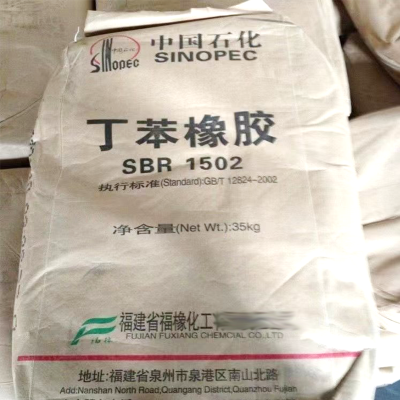 中国石化
SINOPEC
SINOPEC
丁苯橡胶
SBR 1502
执行标准(Standard):GB/T 12824-2002
净含量(Net Wt.):35kg
福建省福橡化工
FUJIAN FUXIANG CHEMCIAL CO.,LTD
地址:福建省泉州市泉港区南山北路
Add:Nanshan North Road,Quangang District,Quanzhou Fujian